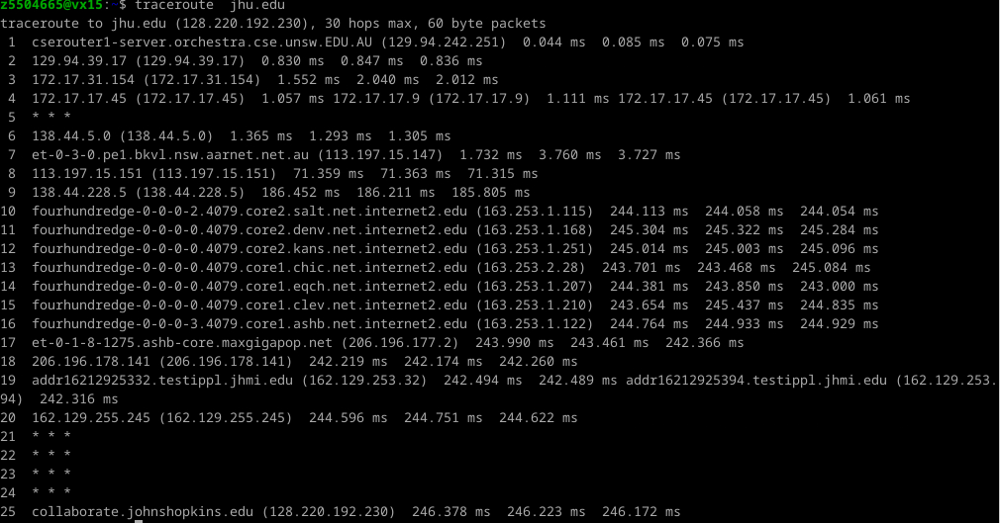 z5504665@vx15:~$ traceroute  jhu.edu
traceroute to jhu.edu (128.220.192.230), 30 hops max, 60 byte packets
 1  cserouter1-server.orchestra.cse.unsw.EDU.AU (129.94.242.251)  0.044 ms  0.085 ms  0.075 ms
 2  129.94.39.17 (129.94.39.17)  0.830 ms  0.847 ms  0.836 ms
 3  172.17.31.154 (172.17.31.154)  1.552 ms  2.040 ms  2.012 ms
 4  172.17.17.45 (172.17.17.45)  1.057 ms 172.17.17.9 (172.17.17.9)  1.111 ms 172.17.17.45 (172.17.17.45)  1.061 ms
 5  * * *
 6  138.44.5.0 (138.44.5.0)  1.365 ms  1.293 ms  1.305 ms
 7  et-0-3-0.pe1.bkvl.nsw.aarnet.net.au (113.197.15.147)  1.732 ms  3.760 ms  3.727 ms
 8  113.197.15.151 (113.197.15.151)  71.359 ms  71.363 ms  71.315 ms
 9  138.44.228.5 (138.44.228.5)  186.452 ms  186.211 ms  185.805 ms
10  fourhundredge-0-0-0-2.4079.core2.salt.net.internet2.edu (163.253.1.115)  244.113 ms  244.058 ms  244.054 ms
11  fourhundredge-0-0-0-0.4079.core2.denv.net.internet2.edu (163.253.1.168)  245.304 ms  245.322 ms  245.284 ms
12  fourhundredge-0-0-0-0.4079.core2.kans.net.internet2.edu (163.253.1.251)  245.014 ms  245.003 ms  245.096 ms
13  fourhundredge-0-0-0-0.4079.core1.chic.net.internet2.edu (163.253.2.28)  243.701 ms  243.468 ms  245.084 ms
14  fourhundredge-0-0-0-0.4079.core1.eqch.net.internet2.edu (163.253.1.207)  244.381 ms  243.850 ms  243.000 ms
15  fourhundredge-0-0-0-0.4079.core1.clev.net.internet2.edu (163.253.1.210)  243.654 ms  245.437 ms  244.835 ms
16  fourhundredge-0-0-0-3.4079.core1.ashb.net.internet2.edu (163.253.1.122)  244.764 ms  244.933 ms  244.929 ms
17  et-0-1-8-1275.ashb-core.maxgigapop.net (206.196.177.2)  243.990 ms  243.461 ms  242.366 ms
18  206.196.178.141 (206.196.178.141)  242.219 ms  242.174 ms  242.260 ms
19  addr16212925332.testippl.jhmi.edu (162.129.253.32)  242.494 ms  242.489 ms addr16212925394.testippl.jhmi.edu (162.129.253.
94)  242.316 ms
20  162.129.255.245 (162.129.255.245)  244.596 ms  244.751 ms  244.622 ms
21  * * *
22  * * *
23  * * *
24  * * *
25  collaborate.johnshopkins.edu (128.220.192.230)  246.378 ms  246.223 ms  246.172 ms